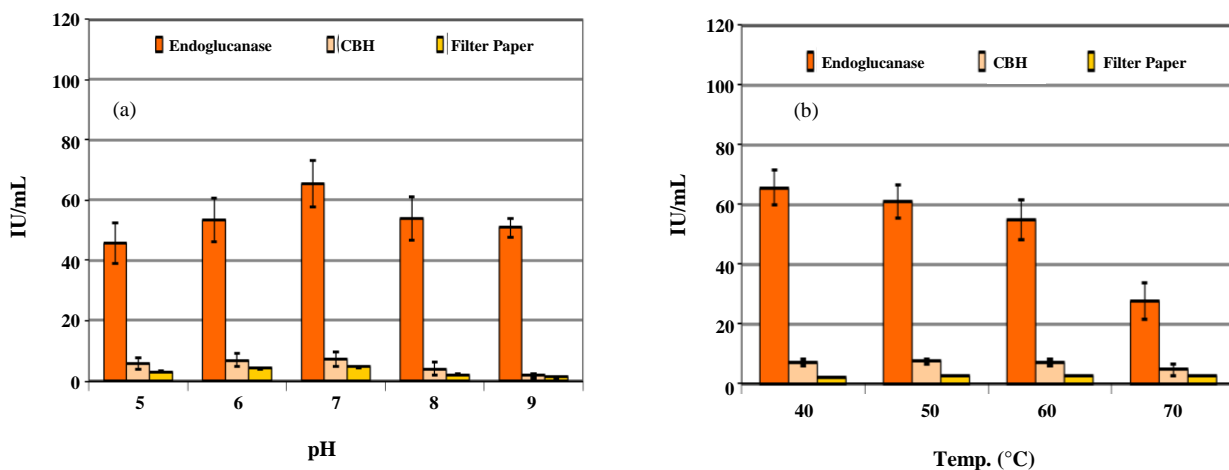 120
100
80
60
40
20
0
IU/mL
Endoglucanase CBH Filter Paper
(a)
5 6 7 8 9
pH
120
100
80
60
40
20
0
IU/mL
Endoglucanase CBH Filter Paper
(b)
40 50 60 70
Temp. (°C)